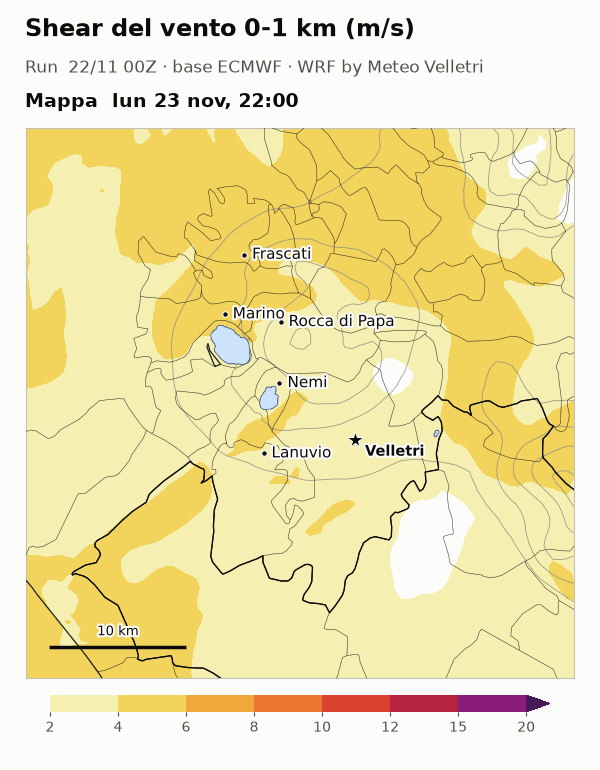 Shear del vento 0-1 km (m/s)
Run  22/11 00Z · base ECMWF · WRF by Meteo Velletri
Mappa  lun 23 nov, 22:00
Frascati
Marino
Rocca di Papa
Nemi
Velletri
Lanuvio
10 km
2 4 6 8 10 12 15 20